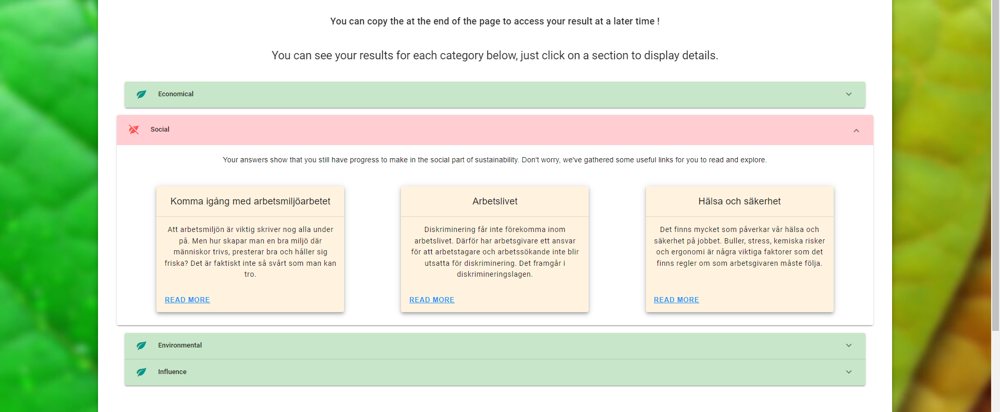 You can copy the at the end of the page to access your result at a later time !
You can see your results for each category below, just click on a section to display details.
Economical
Social
Your answers show that you still have progress to make in the social part of sustainability. Don't worry, we've gathered some useful links for you to read and explore.
Komma igång med arbetsmiljöarbetet
Att arbetsmiljön är viktig skriver nog alla under
på. Men hur skapar man en bra miljö där
människor trivs, presterar bra och håller sig
friska? Det är faktiskt inte så svårt som man kan
tro.
READ MORE
Arbetslivet
Diskriminering får inte förekomma inom
arbetslivet. Därför har arbetsgivare ett ansvar
för att arbetstagare och arbetssökande inte blir
utsatta för diskriminering. Det framgår i
diskrimineringslagen.
READ MORE
Hälsa och säkerhet
Det finns mycket som påverkar vår hälsa och
säkerhet på jobbet. Buller, stress, kemiska risker
och ergonomi är några viktiga faktorer som det
finns regler om som arbetsgivaren måste följa.
READ MORE
Environmental
Influence